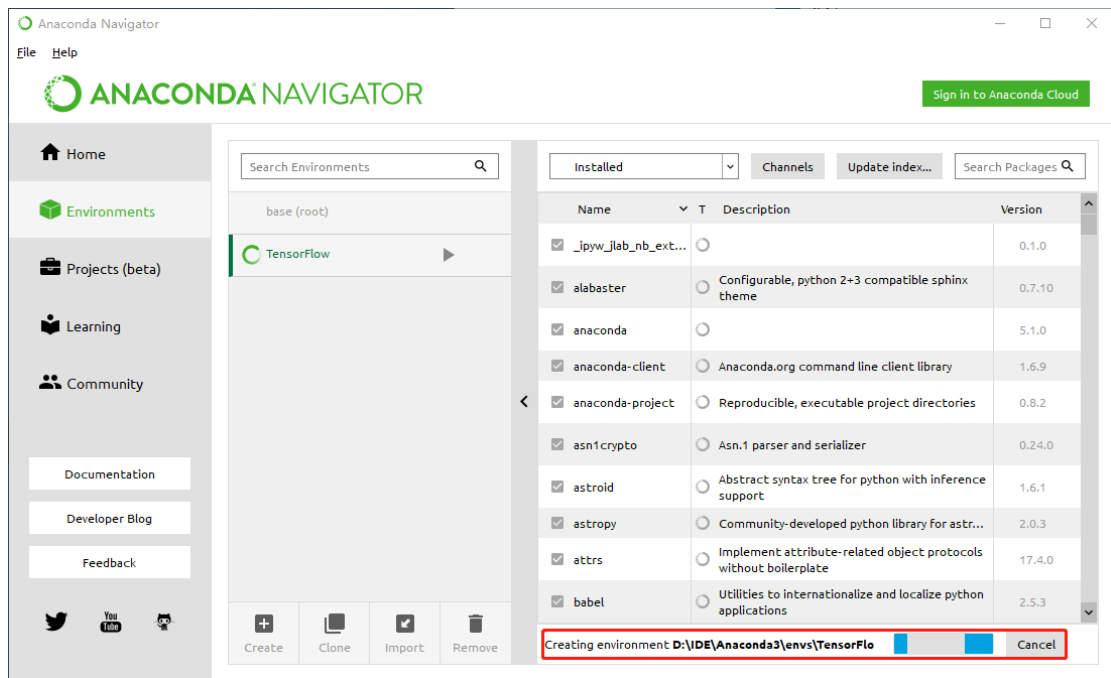 Anaconda Navigator
File Help
ANACONDA NAVIGATOR
Sign in to Anaconda Cloud
Home
Environments
Projects (beta)
Learning
Community
Documentation
Developer Blog
Feedback
You
Tube
Search Environments
base (root)
TensorFlow
Create Clone Import Remove
Installed Channels Update index... Search Packages
Name T Description Version
_ipyw_jlab_nb_ext... 0.1.0
alabaster Configurable, python 2+3 compatible sphinx
theme 0.7.10
anaconda 5.1.0
anaconda-client Anaconda.org command line client library 1.6.9
anaconda-project Reproducible, executable project directories 0.8.2
asn1crypto Asn.1 parser and serializer 0.24.0
astroid Abstract syntax tree for python with inference
support 1.6.1
astropy Community-developed python library for astr... 2.0.3
attrs Implement attribute-related object protocols
without boilerplate 17.4.0
babel Utilities to internationalize and localize python
applications 2.5.3
Creating environment D:\IDE\Anaconda3\envs\TensorFlo Cancel